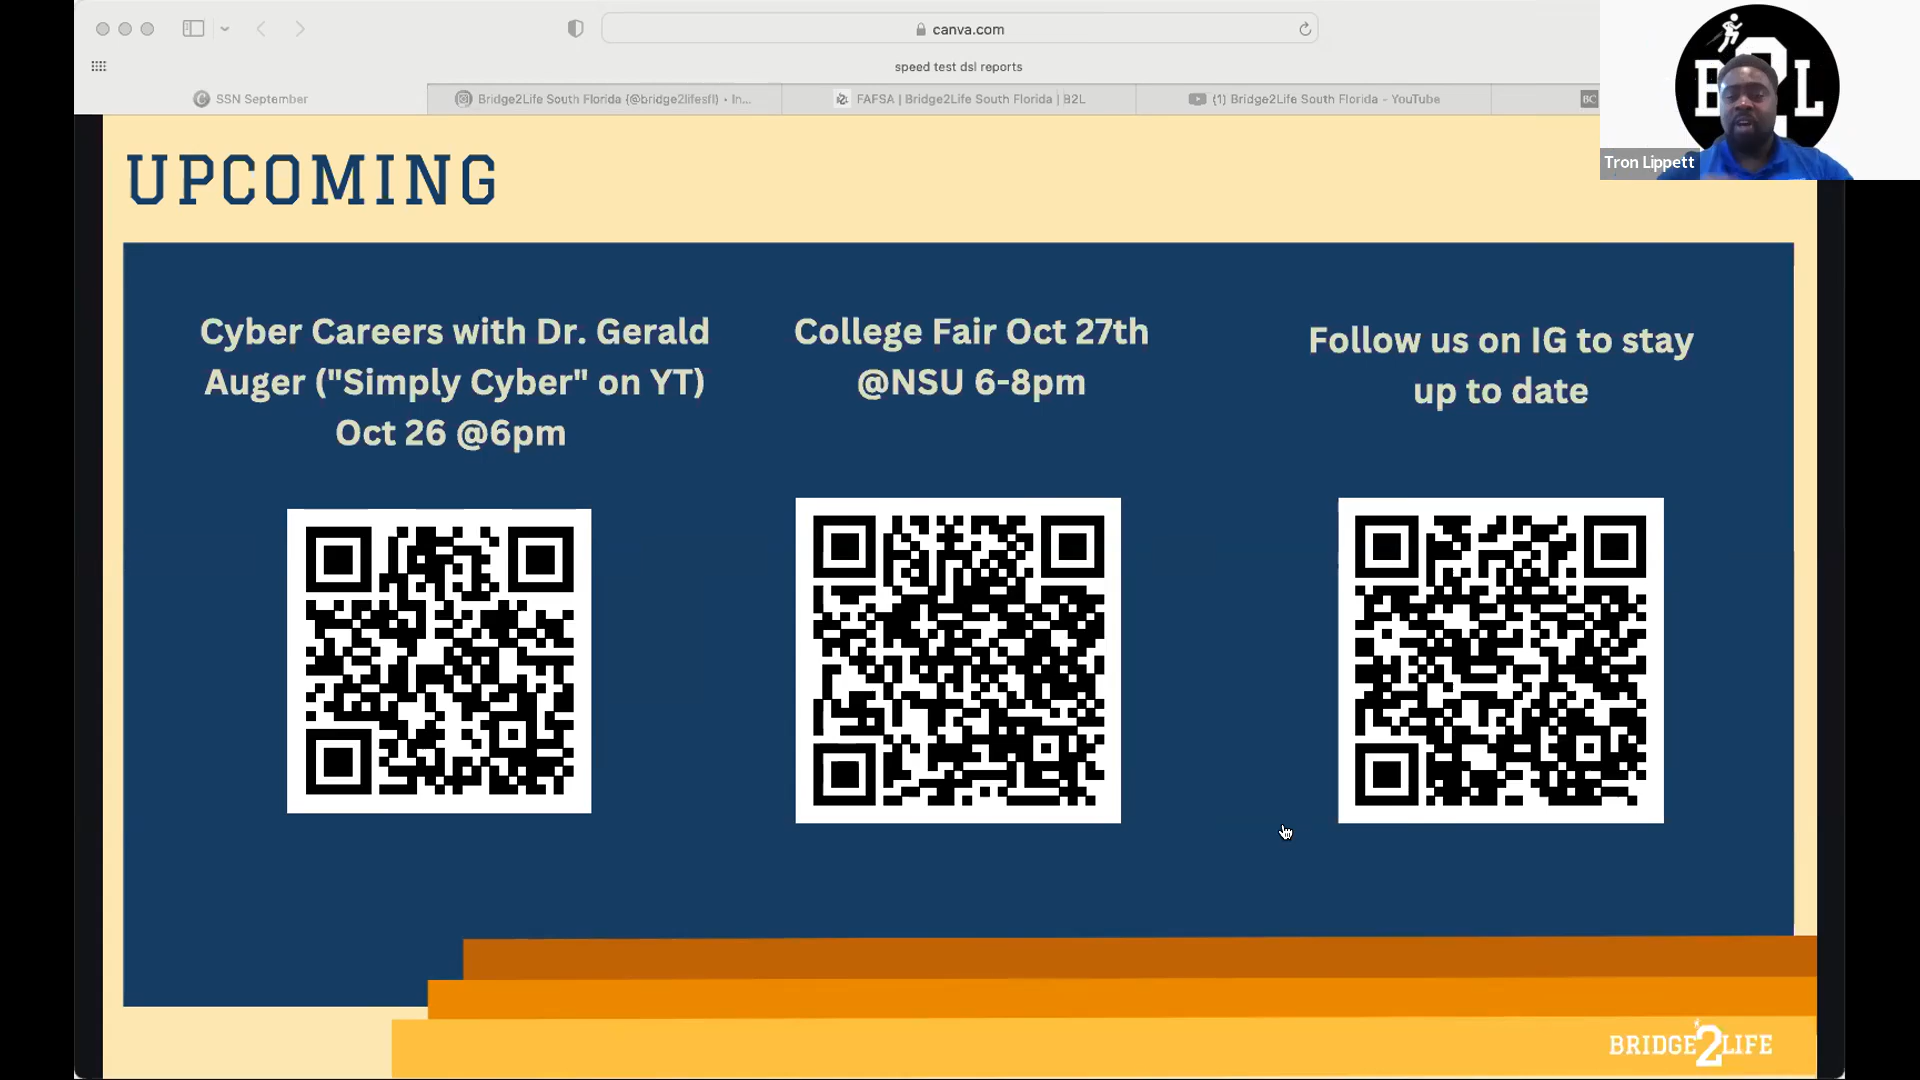 canva.com
speed test dsl reports
SSN September
Bridge2Life South Florida (@bridge2lifesfl) • In...
FAFSA | Bridge2Life South Florida | B2L
(1) Bridge2Life South Florida - YouTube
BC
B2L
Tron Lippett
UPCOMING
Cyber Careers with Dr. Gerald
Auger ("Simply Cyber" on YT)
Oct 26 @6pm
College Fair Oct 27th
@NSU 6-8pm
Follow us on IG to stay
up to date
BRIDGE2LIFE